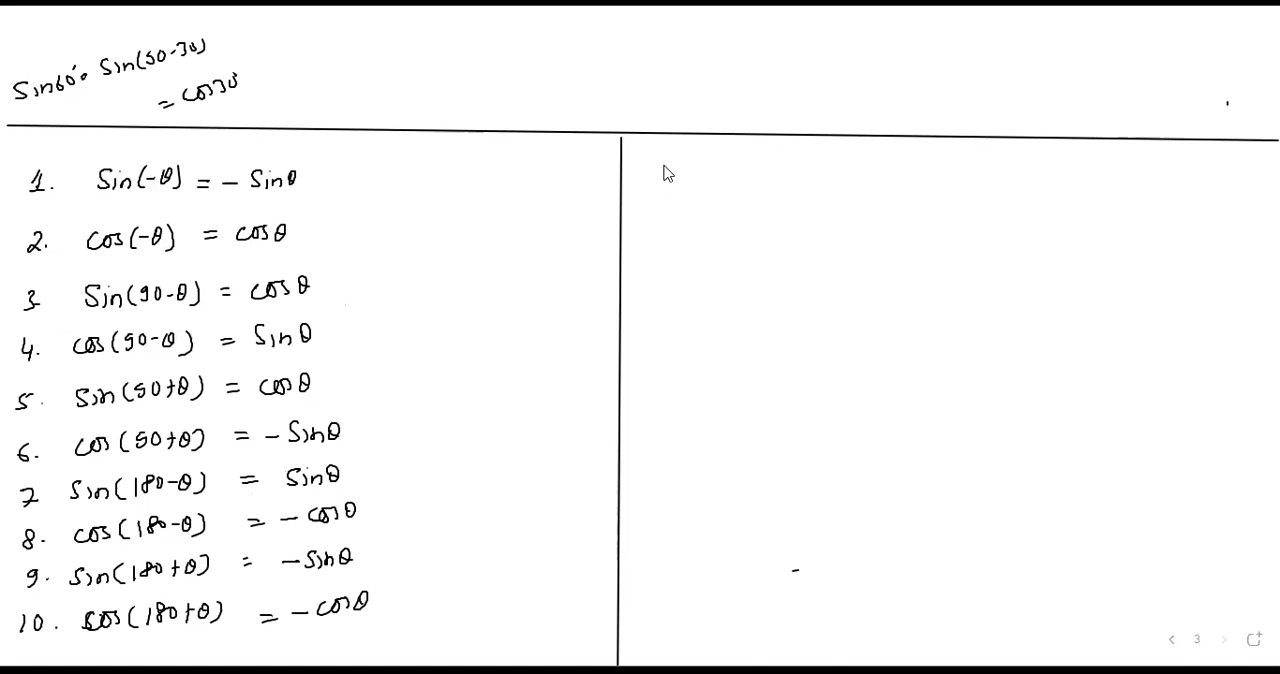 Sin60° = Sin(90-30)
= cos30°
1. Sin(-θ) = - Sinθ
2. cos(-θ) = cosθ
3 Sin(90-θ) = cosθ
4. cos(90-θ) = Sinθ
5. Sin(90+θ) = cosθ
6. cos(90+θ) = - Sinθ
7 Sin(180-θ) = Sinθ
8. cos(180-θ) = - cosθ
9. Sin(180+θ) = - Sinθ
10. cos(180+θ) = - cosθ
3